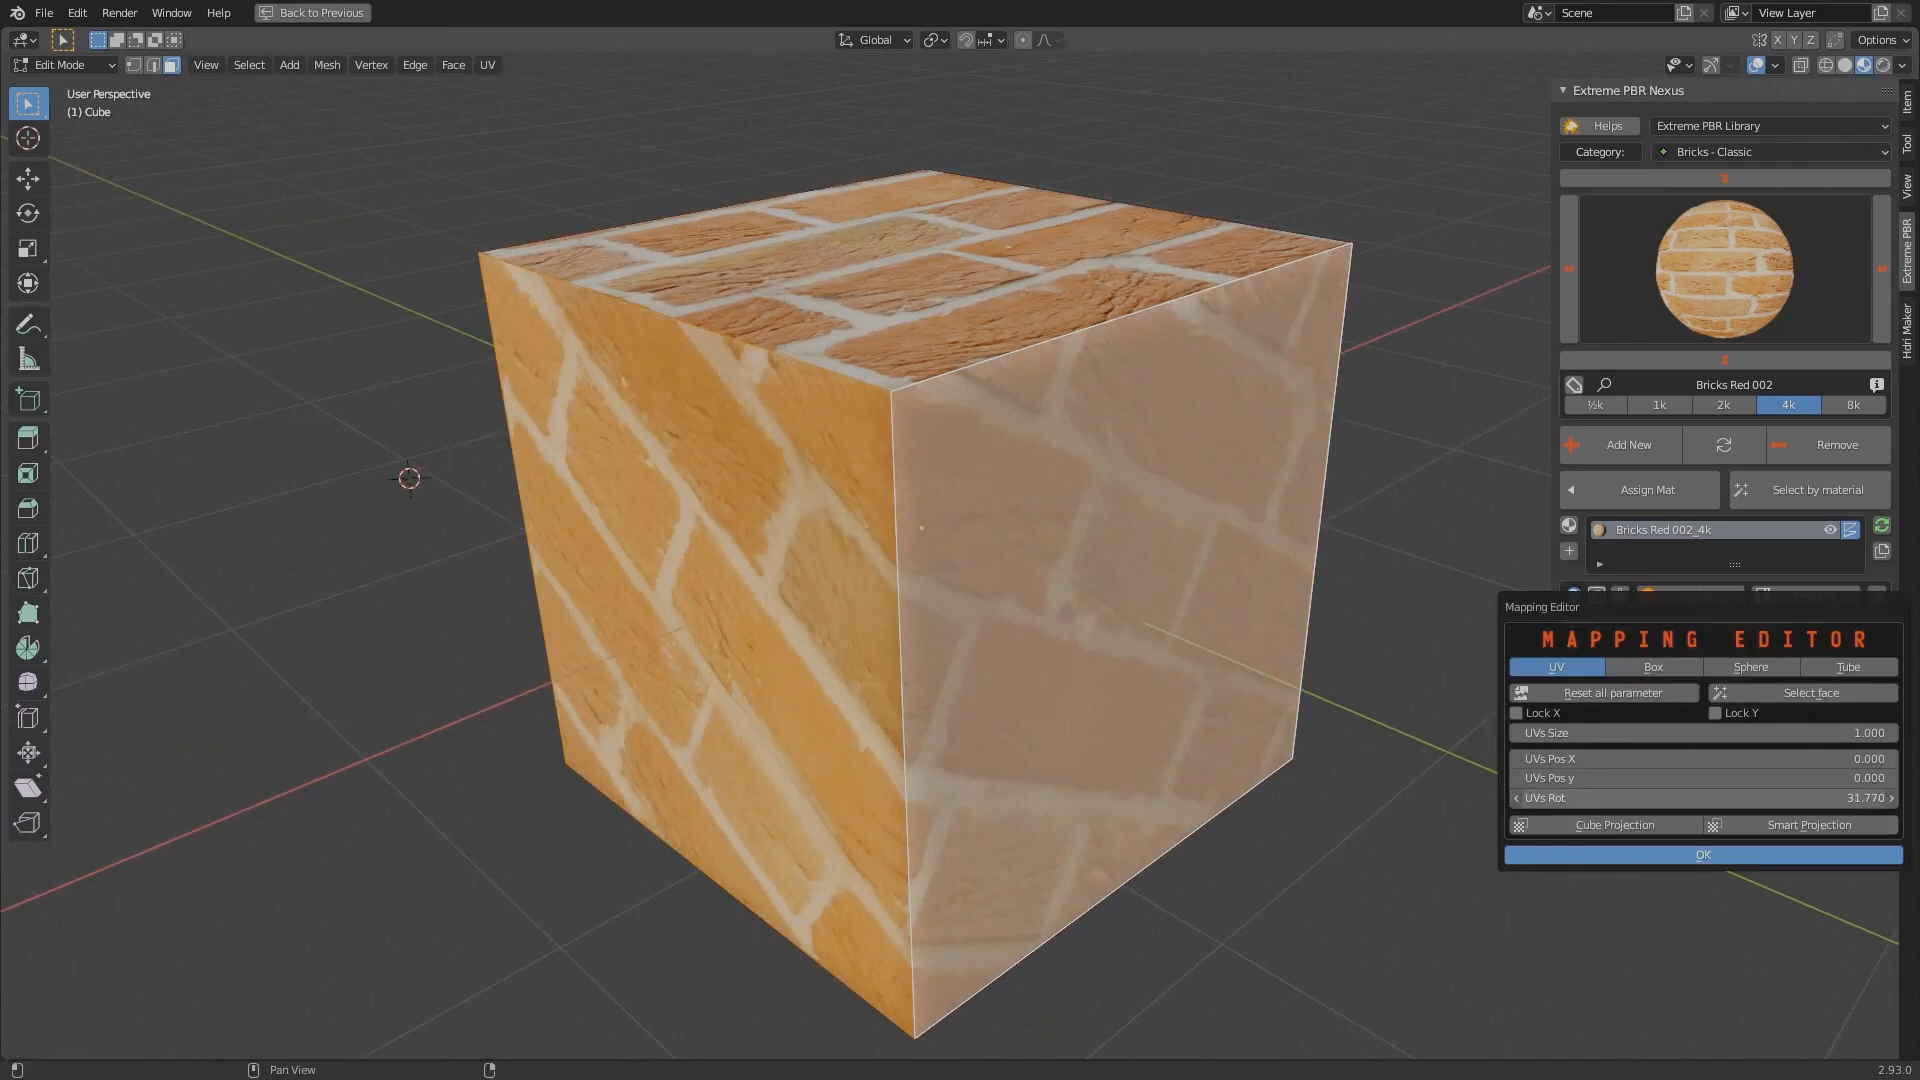 File Edit Render Window Help Back to Previous Scene View Layer
Global X Y Z Options
Edit Mode View Select Add Mesh Vertex Edge Face UV
User Perspective
(1) Cube
Extreme PBR Nexus
Helps Extreme PBR Library
Category: Bricks - Classic
Bricks Red 002
½k 1k 2k 4k 8k
Add New Remove
Assign Mat Select by material
Bricks Red 002_4k
Item
Tool
View
Extreme PBR
Hdri Maker
Mapping Editor
MAPPING EDITOR
UV Box Sphere Tube
Reset all parameter Select face
Lock X Lock Y
UVs Size 1.000
UVs Pos X 0.000
UVs Pos y 0.000
UVs Rot 31.770
Cube Projection Smart Projection
OK
Pan View 2.93.0